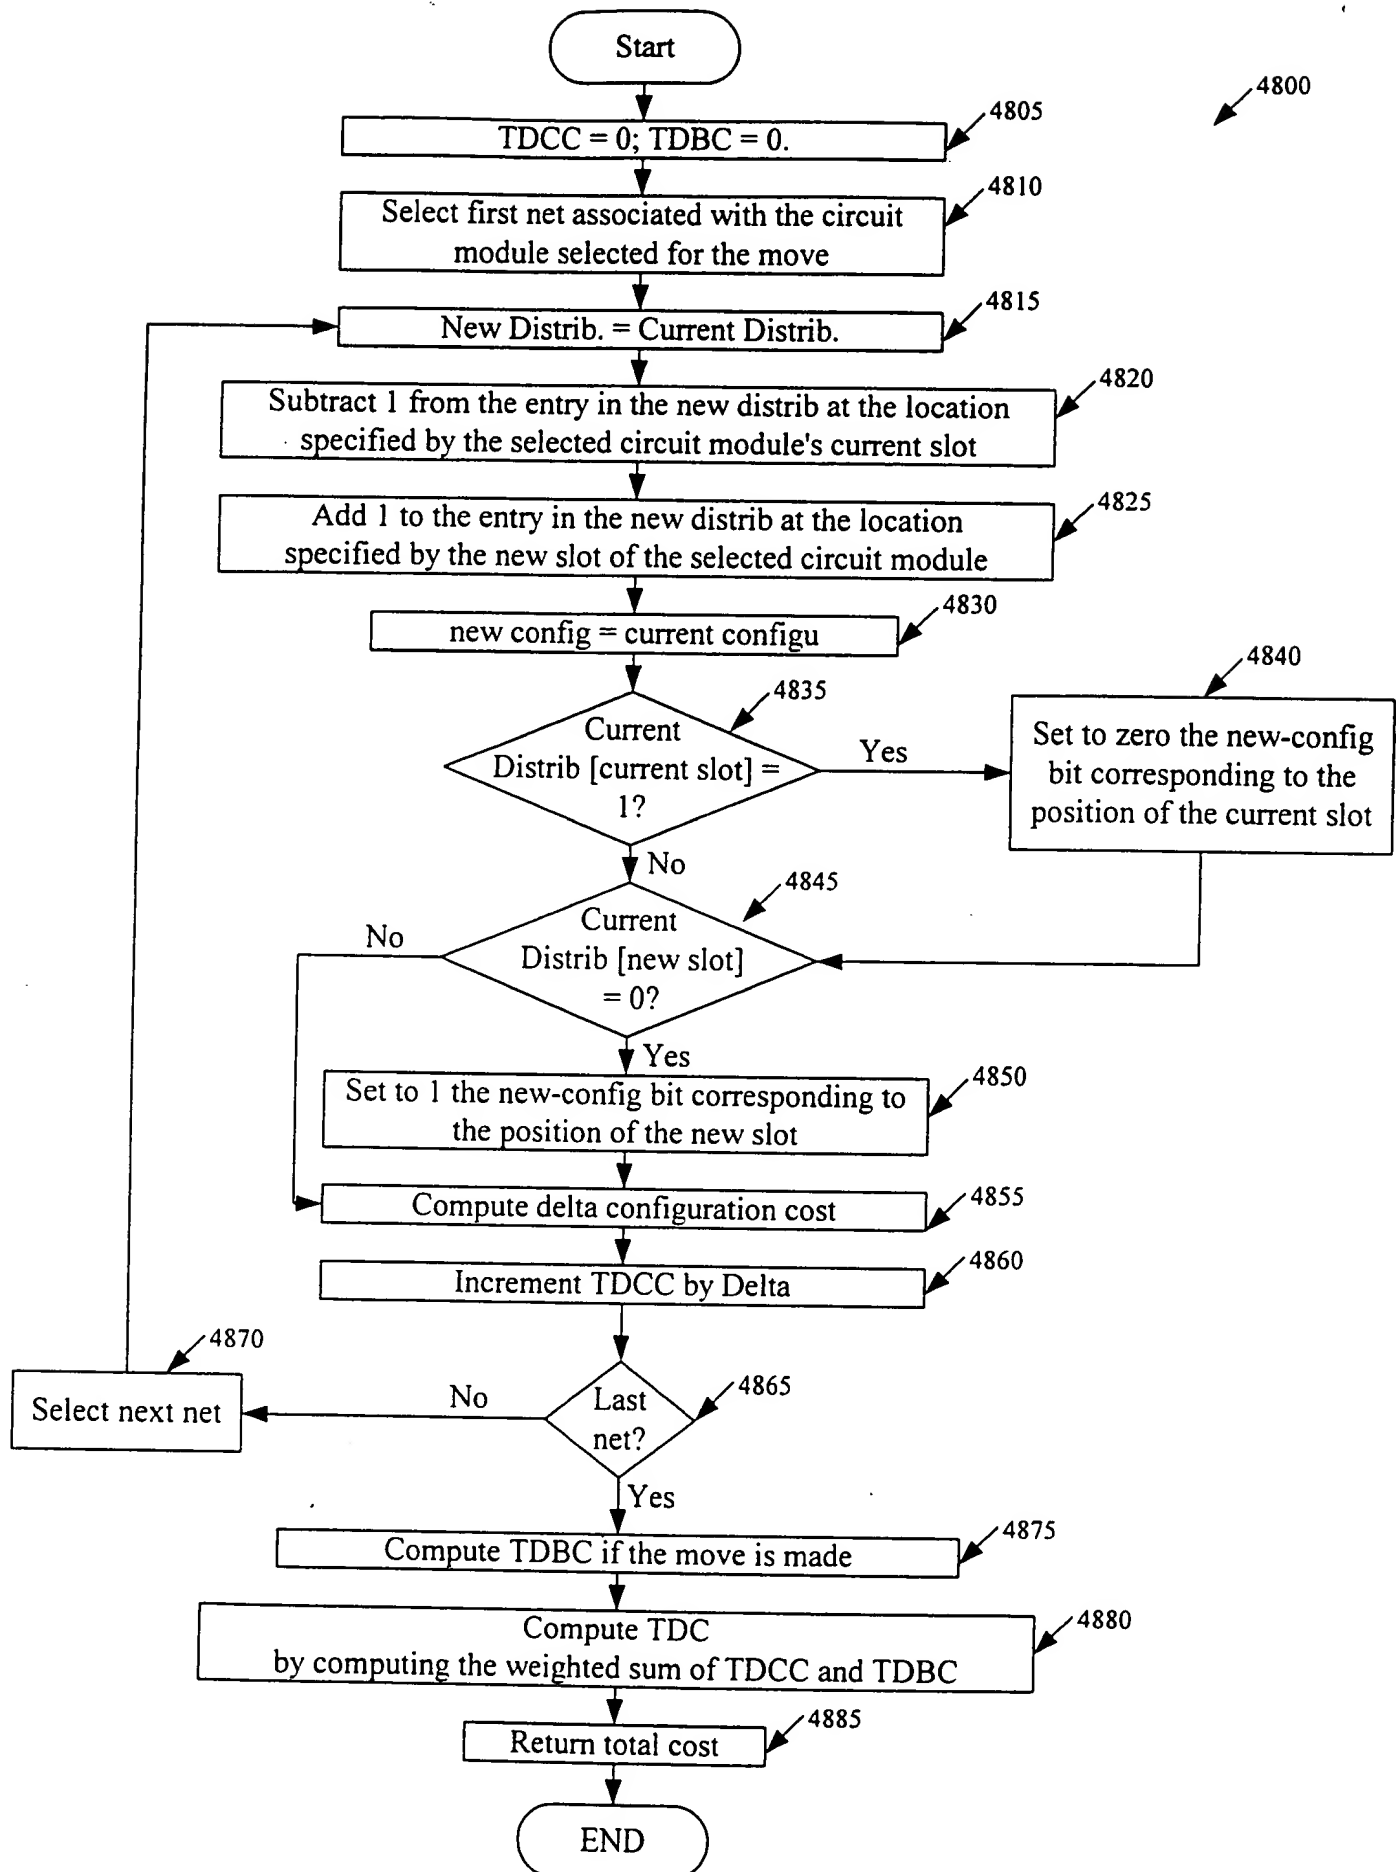 Start
4800
4805
TDCC = 0; TDBC = 0.
4810
Select first net associated with the circuit
module selected for the move
4815
New Distrib. = Current Distrib.
4820
Subtract 1 from the entry in the new distrib at the location
specified by the selected circuit module's current slot
4825
Add 1 to the entry in the new distrib at the location
specified by the new slot of the selected circuit module
4830
new config = current configu
4835
Current
Distrib [current slot] =
1?
Yes
4840
Set to zero the new-config
bit corresponding to the
position of the current slot
No
4845
Current
Distrib [new slot]
= 0?
No
Yes
4850
Set to 1 the new-config bit corresponding to
the position of the new slot
4855
Compute delta configuration cost
4860
Increment TDCC by Delta
4865
Last
net?
No
4870
Select next net
Yes
4875
Compute TDBC if the move is made
4880
Compute TDC
by computing the weighted sum of TDCC and TDBC
4885
Return total cost
END